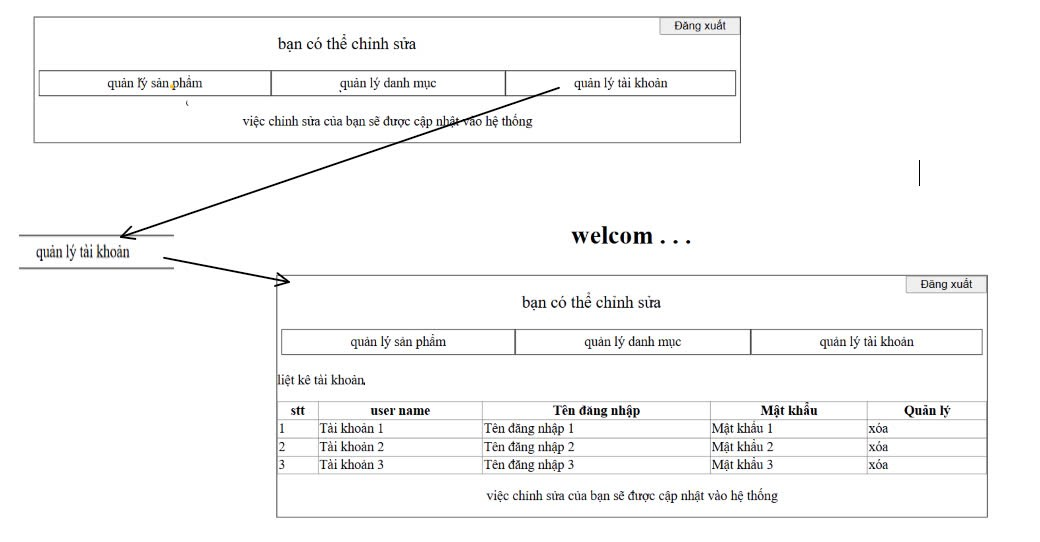 Đăng xuất
bạn có thể chỉnh sửa
quản lý sản phẩm quản lý danh mục quản lý tài khoản
việc chỉnh sửa của bạn sẽ được cập nhật vào hệ thống
welcom . . .
quản lý tài khoản
Đăng xuất
bạn có thể chỉnh sửa
quản lý sản phẩm quản lý danh mục quản lý tài khoản
liệt kê tài khoản
stt user name Tên đăng nhập Mật khẩu Quản lý
1 Tài khoản 1 Tên đăng nhập 1 Mật khẩu 1 xóa
2 Tài khoản 2 Tên đăng nhập 2 Mật khẩu 2 xóa
3 Tài khoản 3 Tên đăng nhập 3 Mật khẩu 3 xóa
việc chỉnh sửa của bạn sẽ được cập nhật vào hệ thống